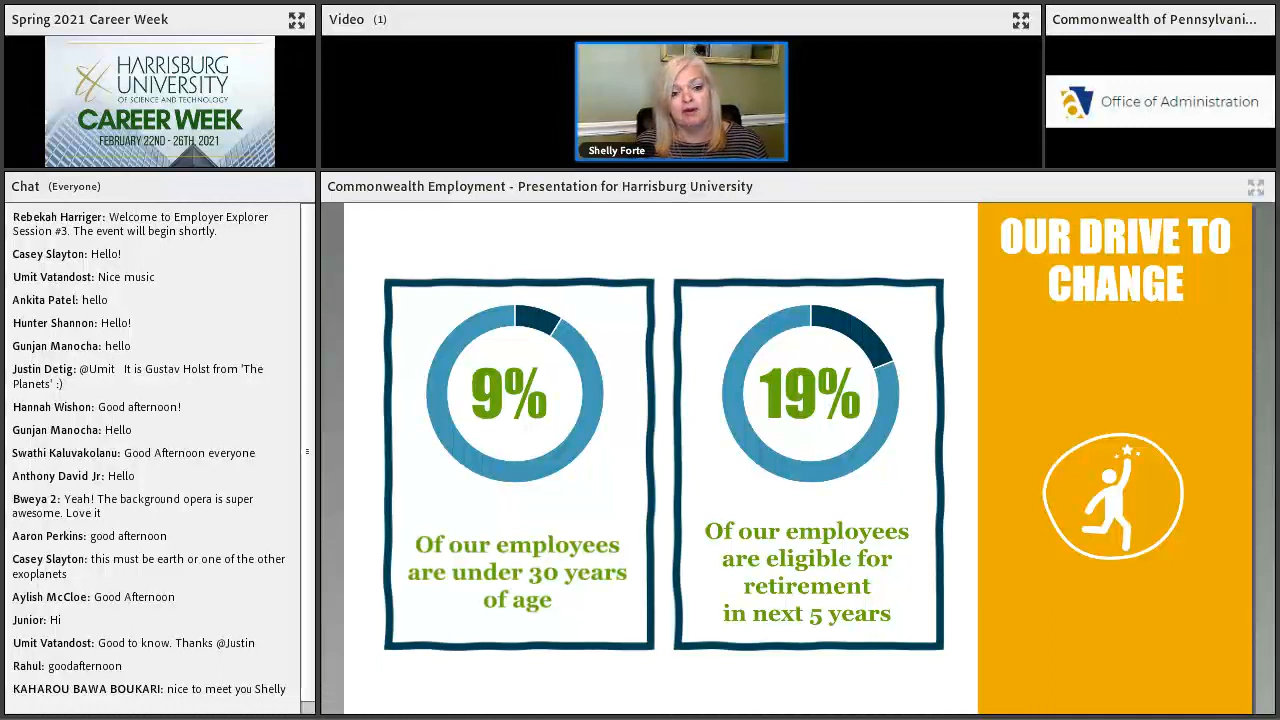 Spring 2021 Career Week
HARRISBURG
UNIVERSITY
OF SCIENCE AND TECHNOLOGY
CAREER WEEK
FEBRUARY 22ND - 26TH, 2021
Video (1)
Shelly Forte
Commonwealth of Pennsylvani...
Office of Administration
Chat (Everyone)
Rebekah Harriger: Welcome to Employer Explorer
Session #3. The event will begin shortly.
Casey Slayton: Hello!
Umit Vatandost: Nice music
Ankita Patel: hello
Hunter Shannon: Hello!
Gunjan Manocha: hello
Justin Detig: @Umit It is Gustav Holst from 'The
Planets' :)
Hannah Wishon: Good afternoon!
Gunjan Manocha: Hello
Swathi Kaluvakolanu: Good Afternoon everyone
Anthony David Jr: Hello
Bweya 2: Yeah! The background opera is super
awesome. Love it
Aaron Perkins: good afternoon
Casey Slayton: this must be earth or one of the other
exoplanets
Aylish McCloe: Good Afternoon
Junior: Hi
Umit Vatandost: Good to know. Thanks @Justin
Rahul: goodafternoon
KAHAROU BAWA BOUKARI: nice to meet you Shelly
Commonwealth Employment - Presentation for Harrisburg University
9%
Of our employees
are under 30 years
of age
19%
Of our employees
are eligible for
retirement
in next 5 years
OUR DRIVE TO
CHANGE